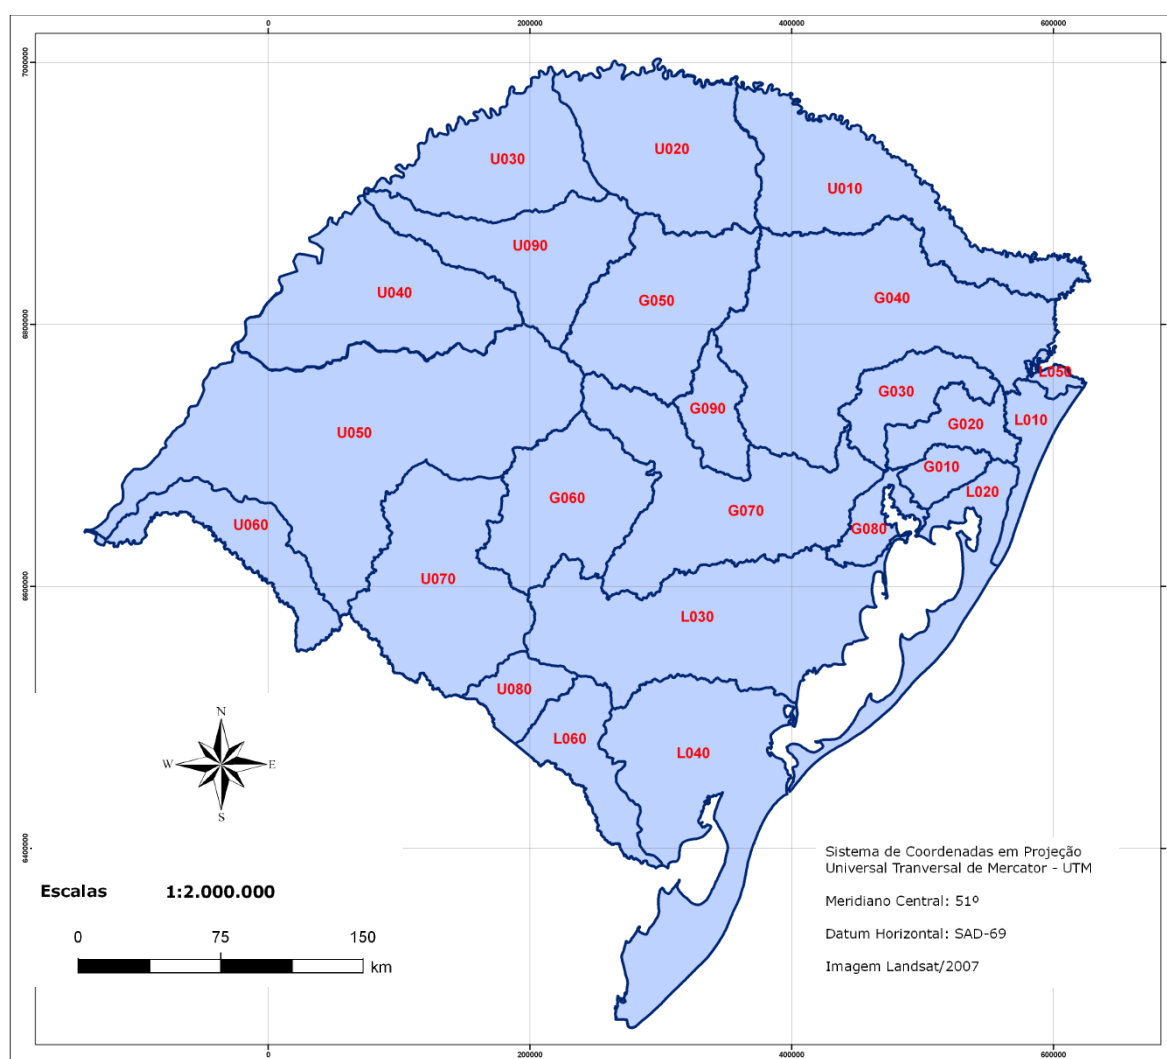 0 200000 400000 600000
7000000
U030
U020
U010
U090
U040
G050
G040
6800000
L050
G030
G090
L010
G020
U050
G010
L020
G060
G070
U060
G080
U070
6600000
L030
U080
L060
L040
N
W E
S
6400000
Sistema de Coordenadas em Projeção
Universal Tranversal de Mercator - UTM
Meridiano Central: 51º
Datum Horizontal: SAD-69
Imagem Landsat/2007
Escalas 1:2.000.000
0 75 150
km
0 200000 400000 600000